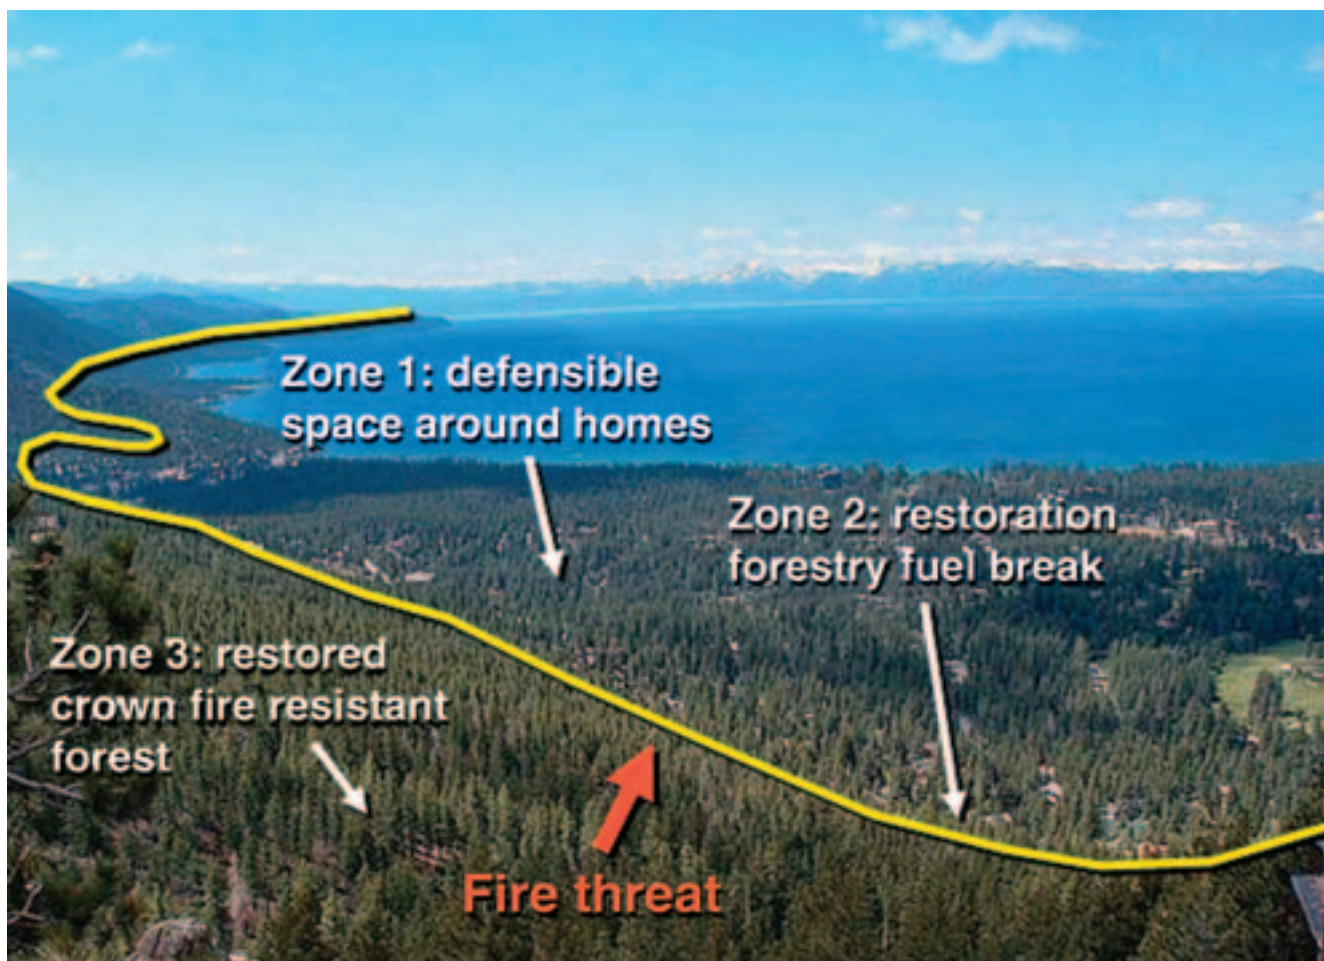 Zone 1: defensible
space around homes
Zone 2: restoration
forestry fuel break
Zone 3: restored
crown fire resistant
forest
Fire threat